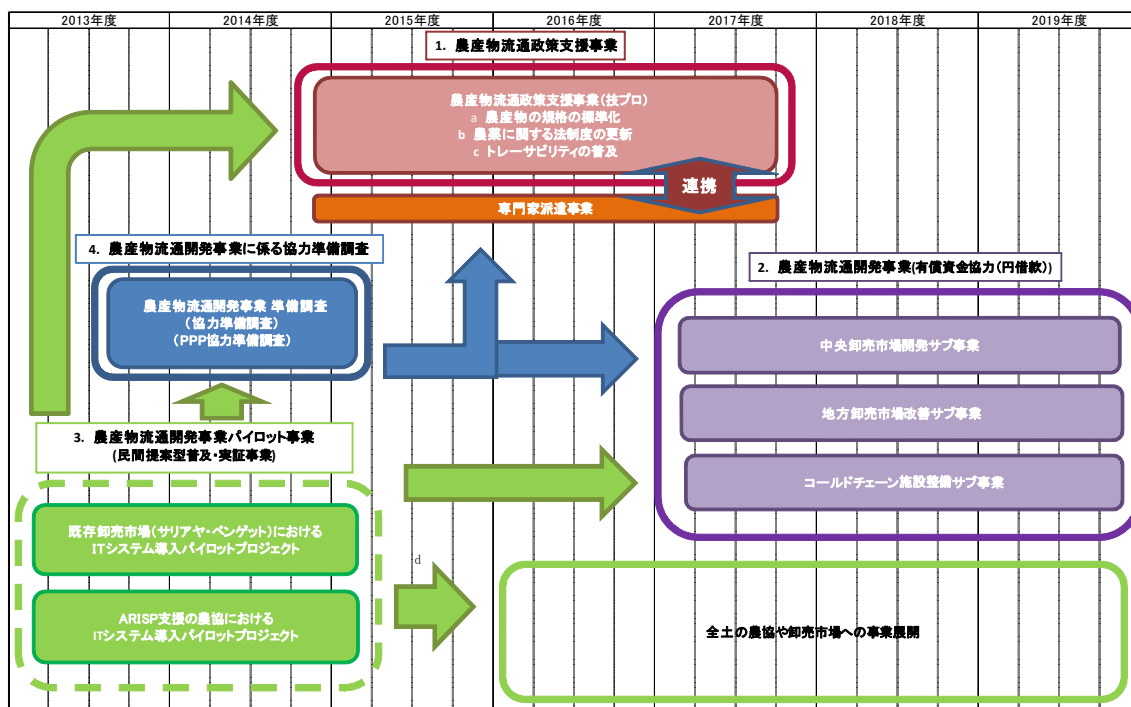 2013年度 2014年度 2015年度 2016年度 2017年度 2018年度 2019年度
1. 農産物流通政策支援事業
農産物流通政策支援事業(技プロ)
a 農産物の規格の標準化
b 農薬に関する法制度の更新
c トレーサビリティの普及
連携
専門家派遣事業
4. 農産物流通開発事業に係る協力準備調査
農産物流通開発事業 準備調査
(協力準備調査)
(PPP協力準備調査)
2. 農産物流通開発事業(有償資金協力(円借款))
中央卸売市場開発サブ事業
地方卸売市場改善サブ事業
コールドチェーン施設整備サブ事業
3. 農産物流通開発事業パイロット事業
(民間提案型普及・実証事業)
既存卸売市場(サリアヤ・ベンゲット)における
ITシステム導入パイロットプロジェクト
ARISP支援の農協における
ITシステム導入パイロットプロジェクト
d
全土の農協や卸売市場への事業展開